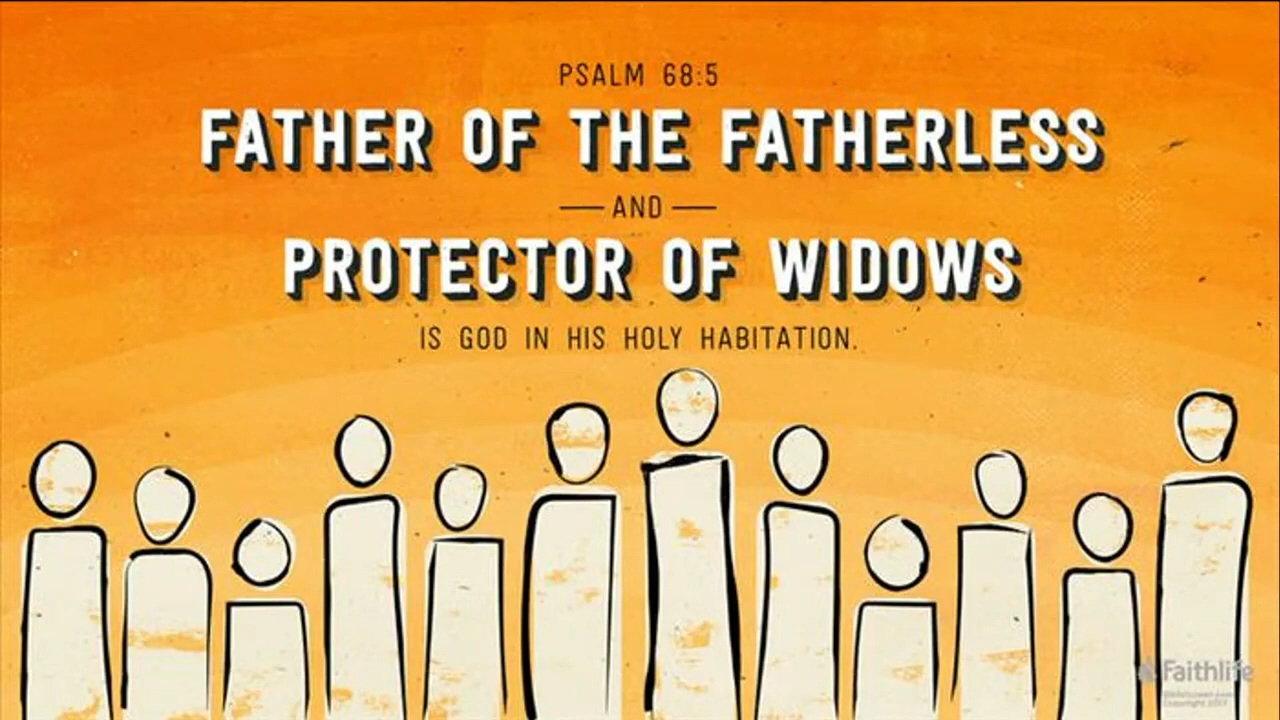 PSALM 68:5
FATHER OF THE FATHERLESS
AND
PROTECTOR OF WIDOWS
IS GOD IN HIS HOLY HABITATION.
Faithlife